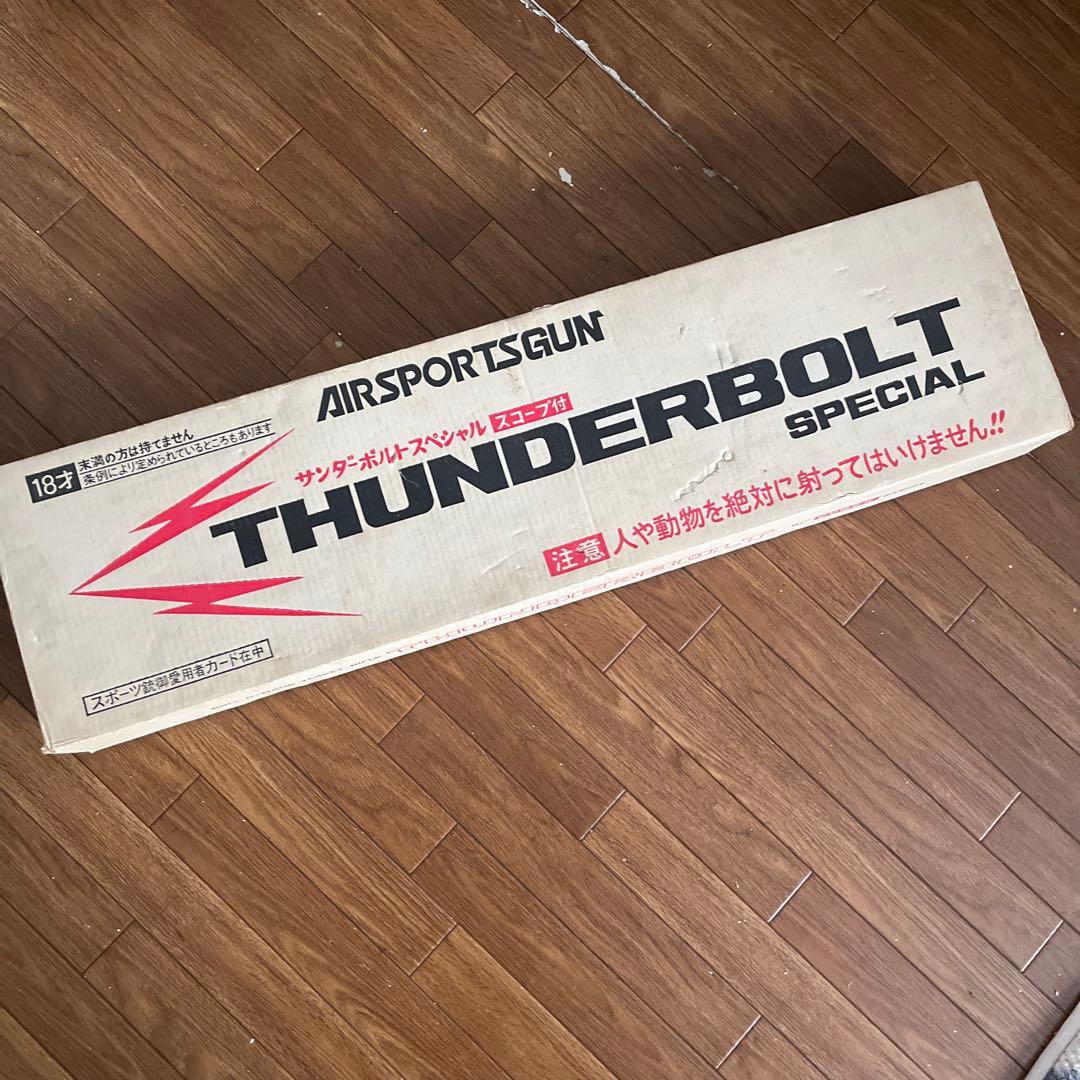 AIRSPORTSGUN
18才
未満の方は持てません
条例により定められているところもあります
サンダーボルトスペシャル スコープ付
THUNDERBOLT
SPECIAL
注意 人や動物を絶対に射ってはいけません!!
スポーツ銃御愛用者カード在中